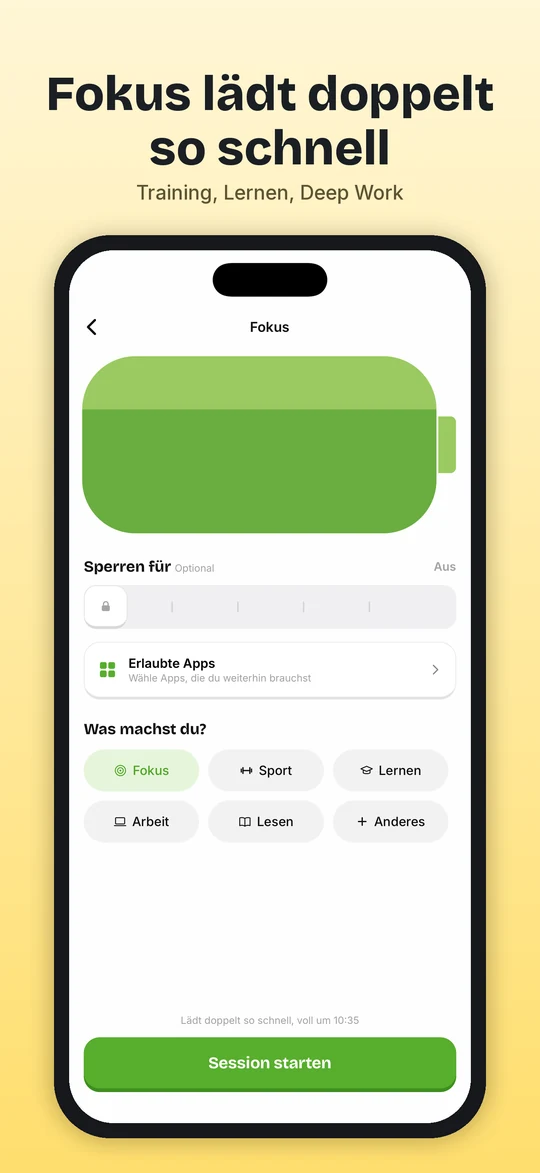 Fokus lädt doppelt
so schnell
Training, Lernen, Deep Work
Fokus
Sperren für Optional Aus
Erlaubte Apps
Wähle Apps, die du weiterhin brauchst
Was machst du?
Fokus Sport Lernen
Arbeit Lesen Anderes
Lädt doppelt so schnell, voll um 10:35
Session starten